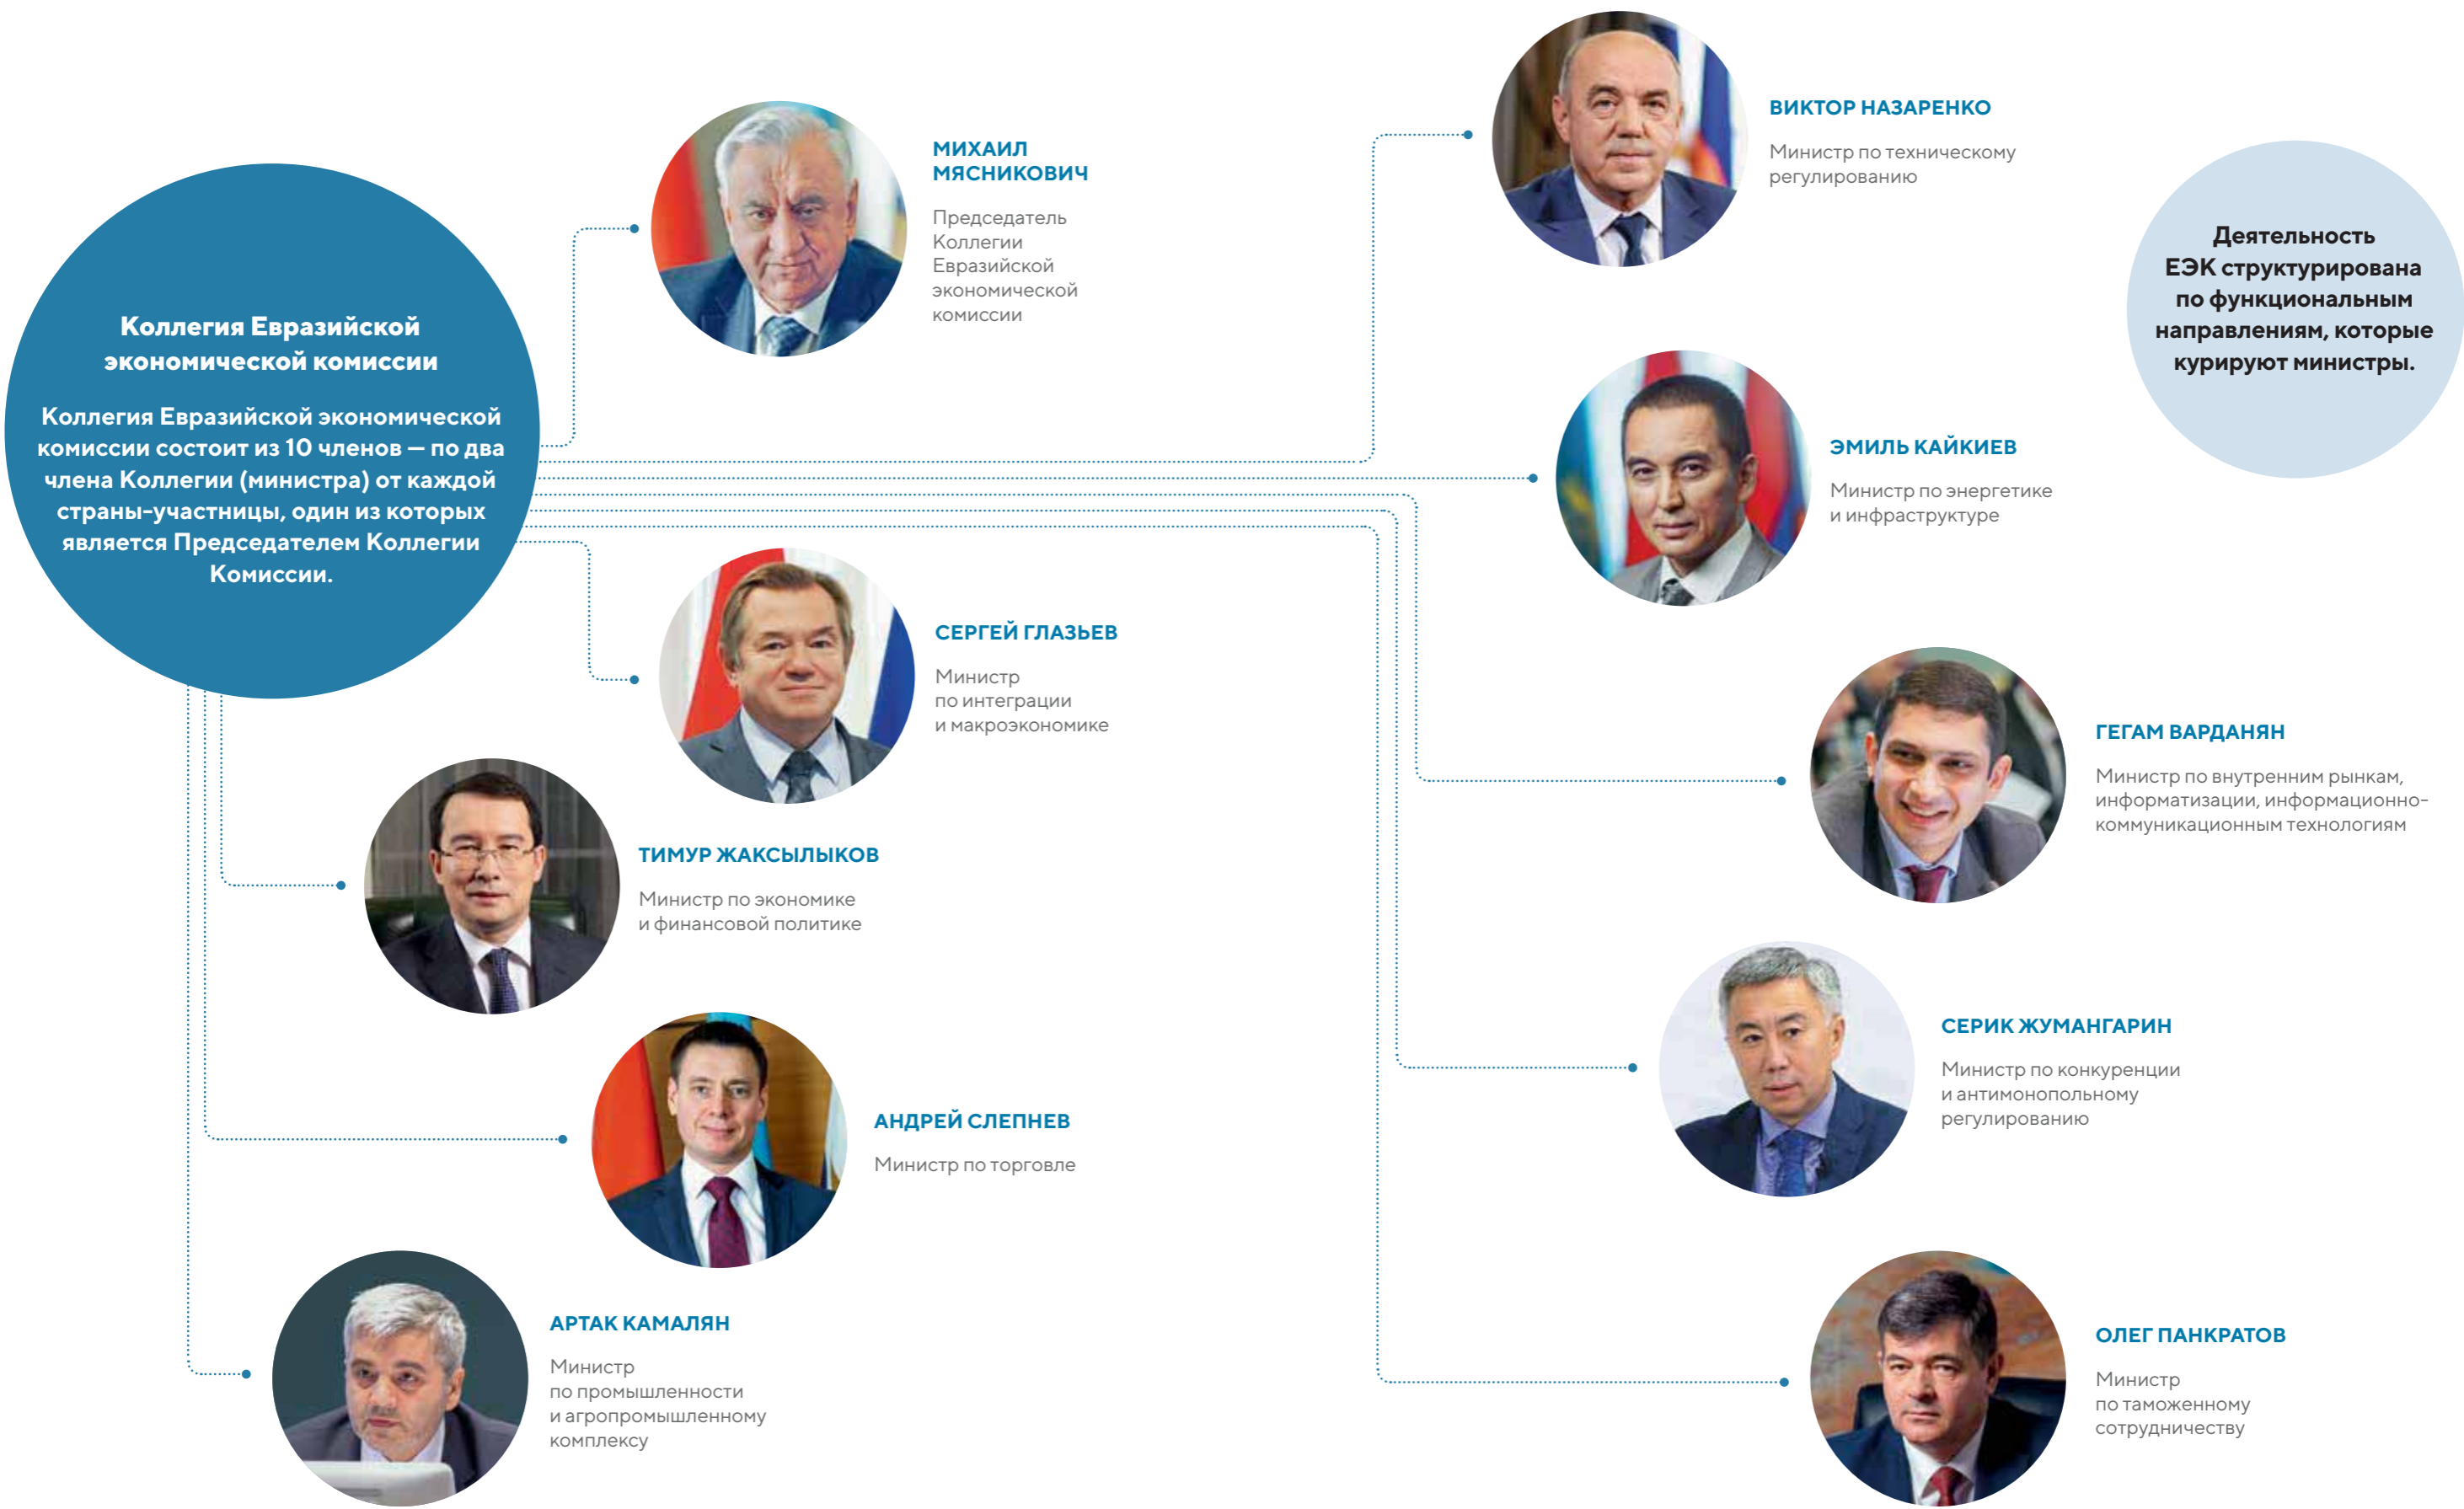 Коллегия Евразийской
экономической комиссии
Коллегия Евразийской экономической
комиссии состоит из 10 членов — по два
члена Коллегии (министра) от каждой
страны-участницы, один из которых
является Председателем Коллегии
Комиссии.
МИХАИЛ
МЯСНИКОВИЧ
Председатель
Коллегии
Евразийской
экономической
комиссии
СЕРГЕЙ ГЛАЗЬЕВ
Министр
по интеграции
и макроэкономике
ТИМУР ЖАКСЫЛЫКОВ
Министр по экономике
и финансовой политике
АНДРЕЙ СЛЕПНЕВ
Министр по торговле
АРТАК КАМАЛЯН
Министр
по промышленности
и агропромышленному
комплексу
ВИКТОР НАЗАРЕНКО
Министр по техническому
регулированию
ЭМИЛЬ КАЙКИЕВ
Министр по энергетике
и инфраструктуре
ГЕГАМ ВАРДАНЯН
Министр по внутренним рынкам,
информатизации, информационно-
коммуникационным технологиям
СЕРИК ЖУМАНГАРИН
Министр по конкуренции
и антимонопольному
регулированию
ОЛЕГ ПАНКРАТОВ
Министр
по таможенному
сотрудничеству
Деятельность
ЕЭК структурирована
по функциональным
направлениям, которые
курируют министры.